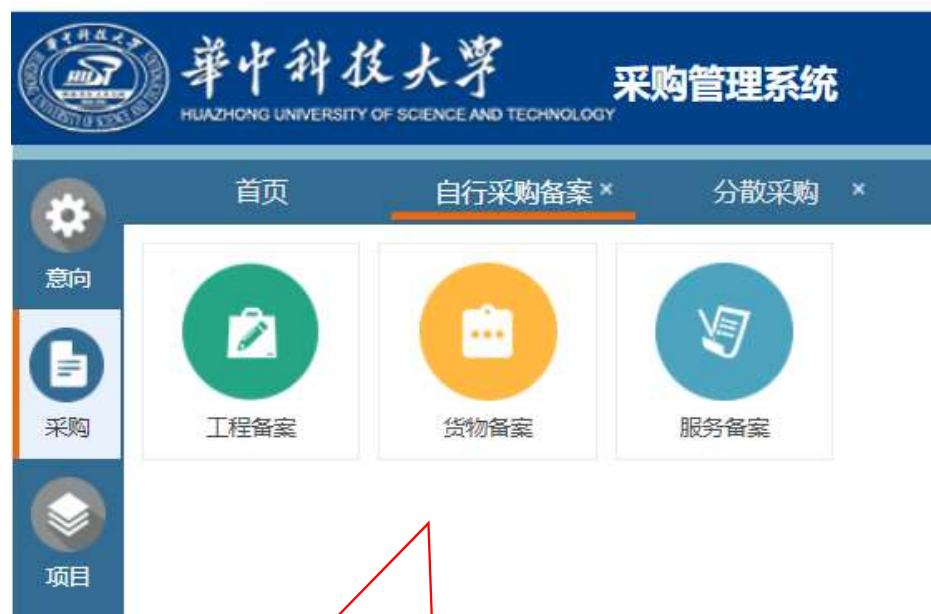 華中科技大学
HUAZHONG UNIVERSITY OF SCIENCE AND TECHNOLOGY
采购管理系统
首页
自行采购备案 ×
分散采购 ×
意向
采购
项目
工程备案
货物备案
服务备案